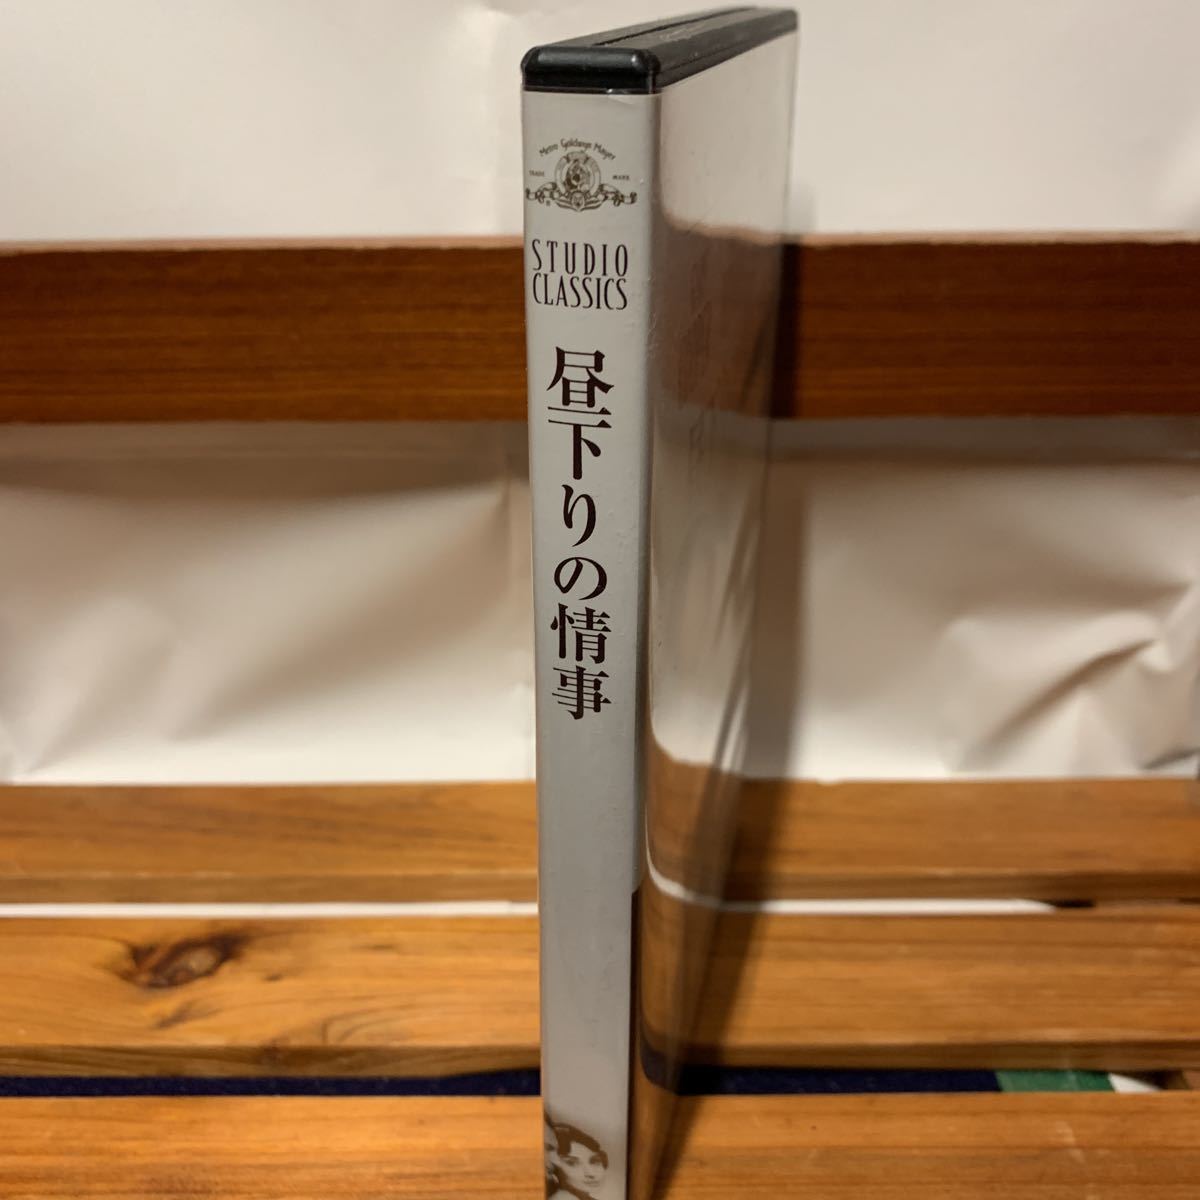 Metro Goldwyn Mayer
TRADE MARK
®
STUDIO
CLASSICS
昼下りの情事